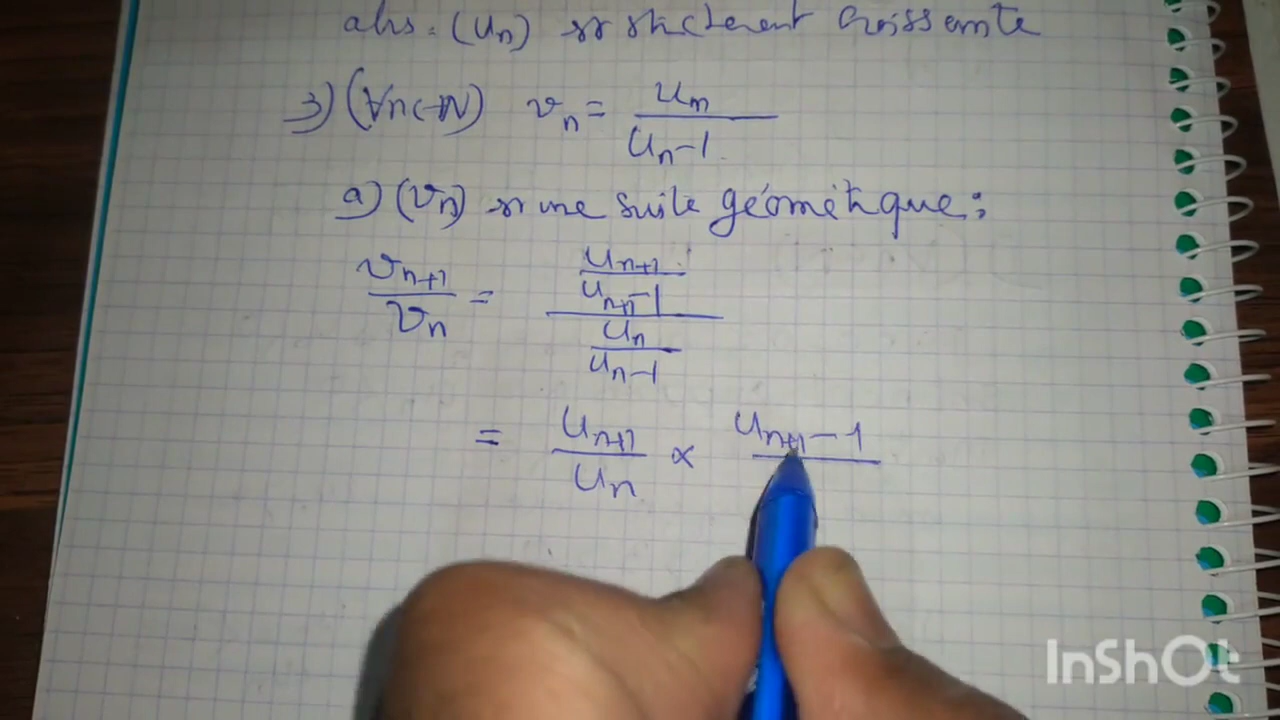 alors : (Un) est strictement croissante
3) (∀n∈ℕ) vn = Un / (Un - 1)
a) (vn) est une suite géométrique :
vn+1 / vn = (Un+1 / (Un+1 - 1)) / (Un / (Un - 1))
= Un+1 / Un × (Un+1 - 1) /
InShOt